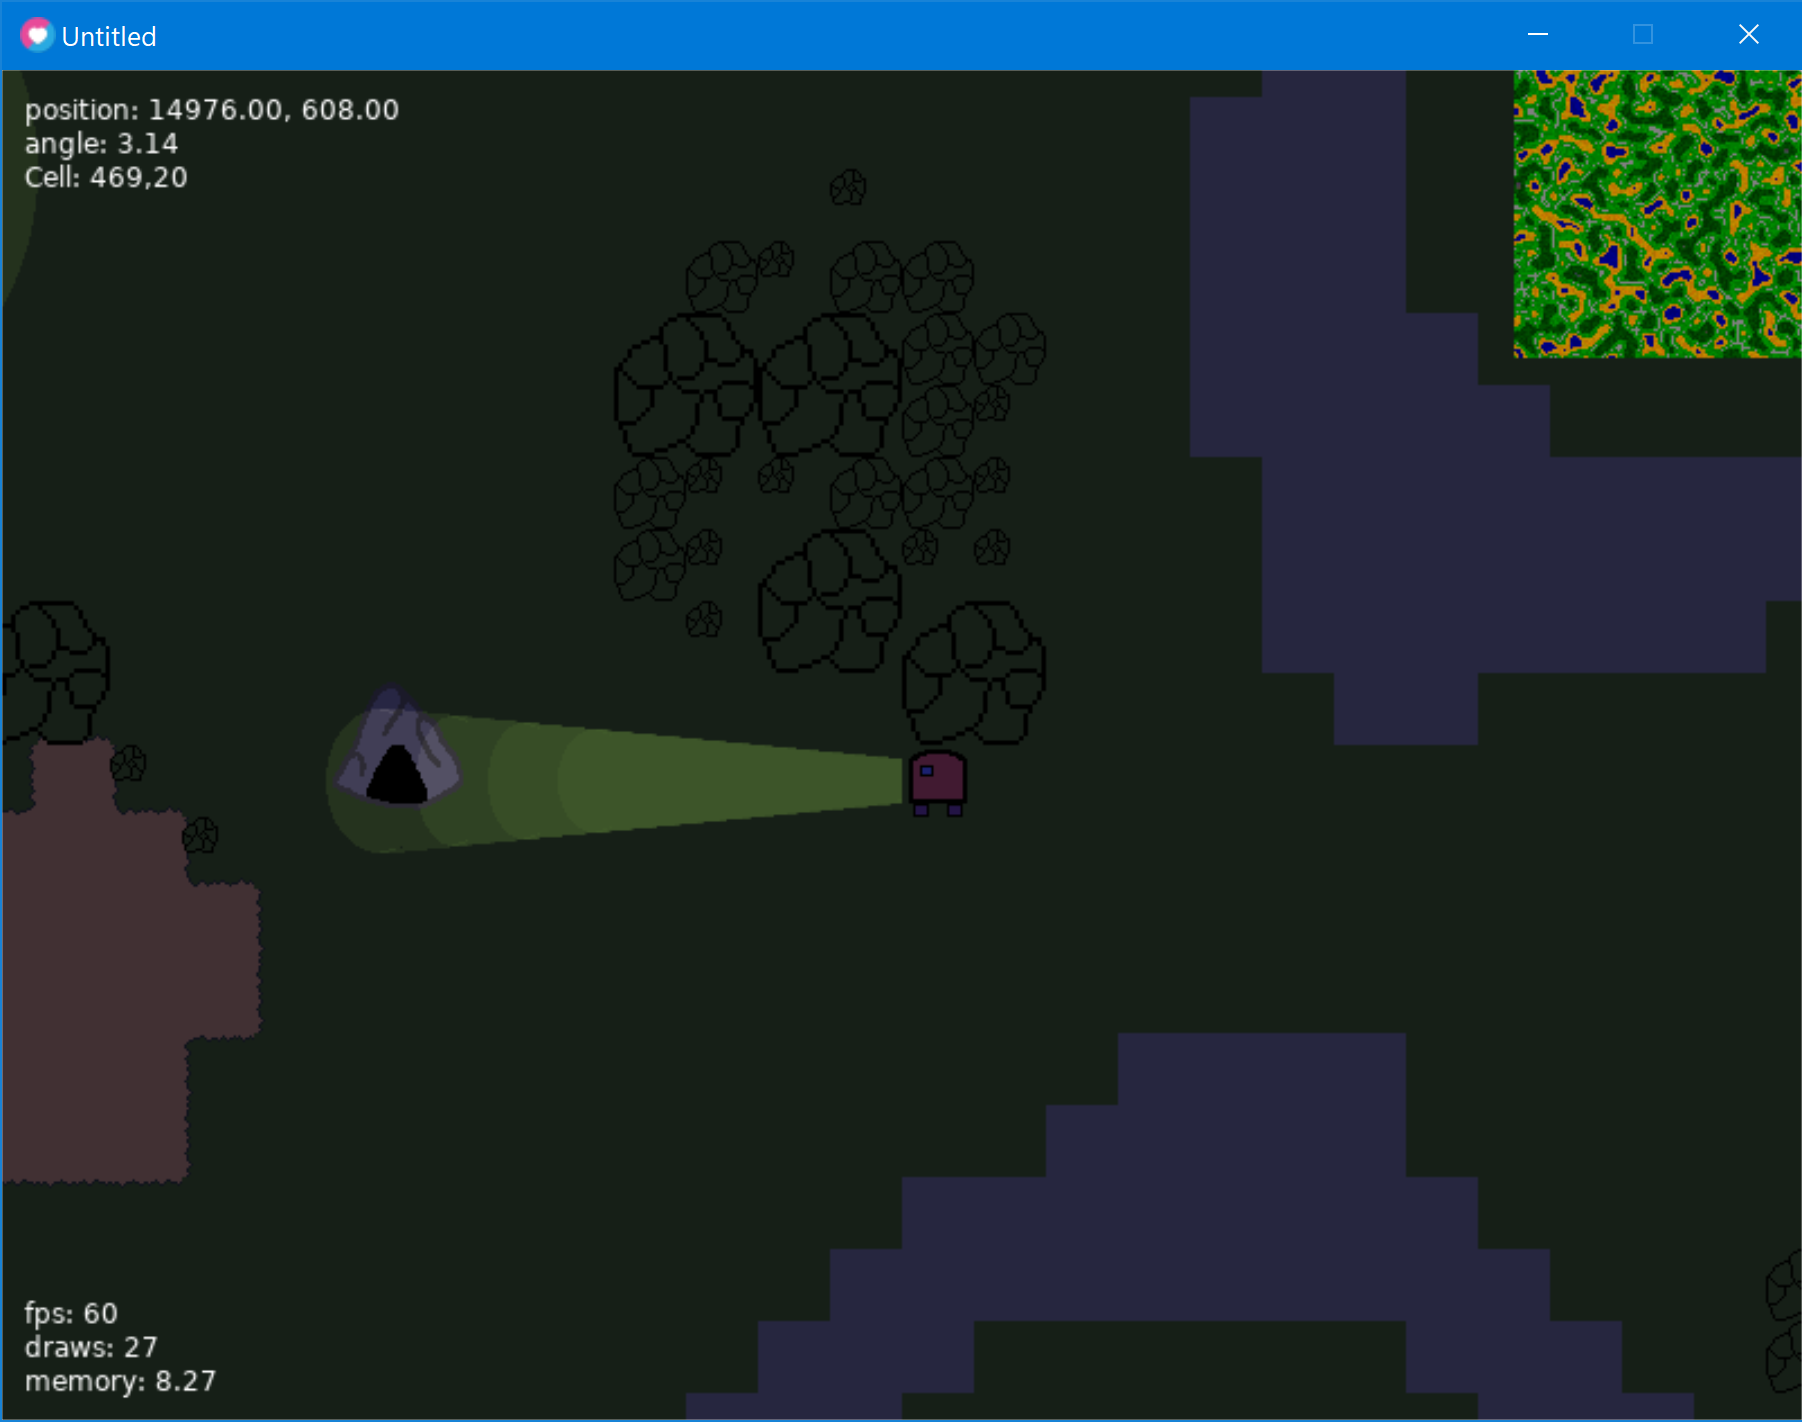 Untitled
position: 14976.00, 608.00
angle: 3.14
Cell: 469,20
fps: 60
draws: 27
memory: 8.27